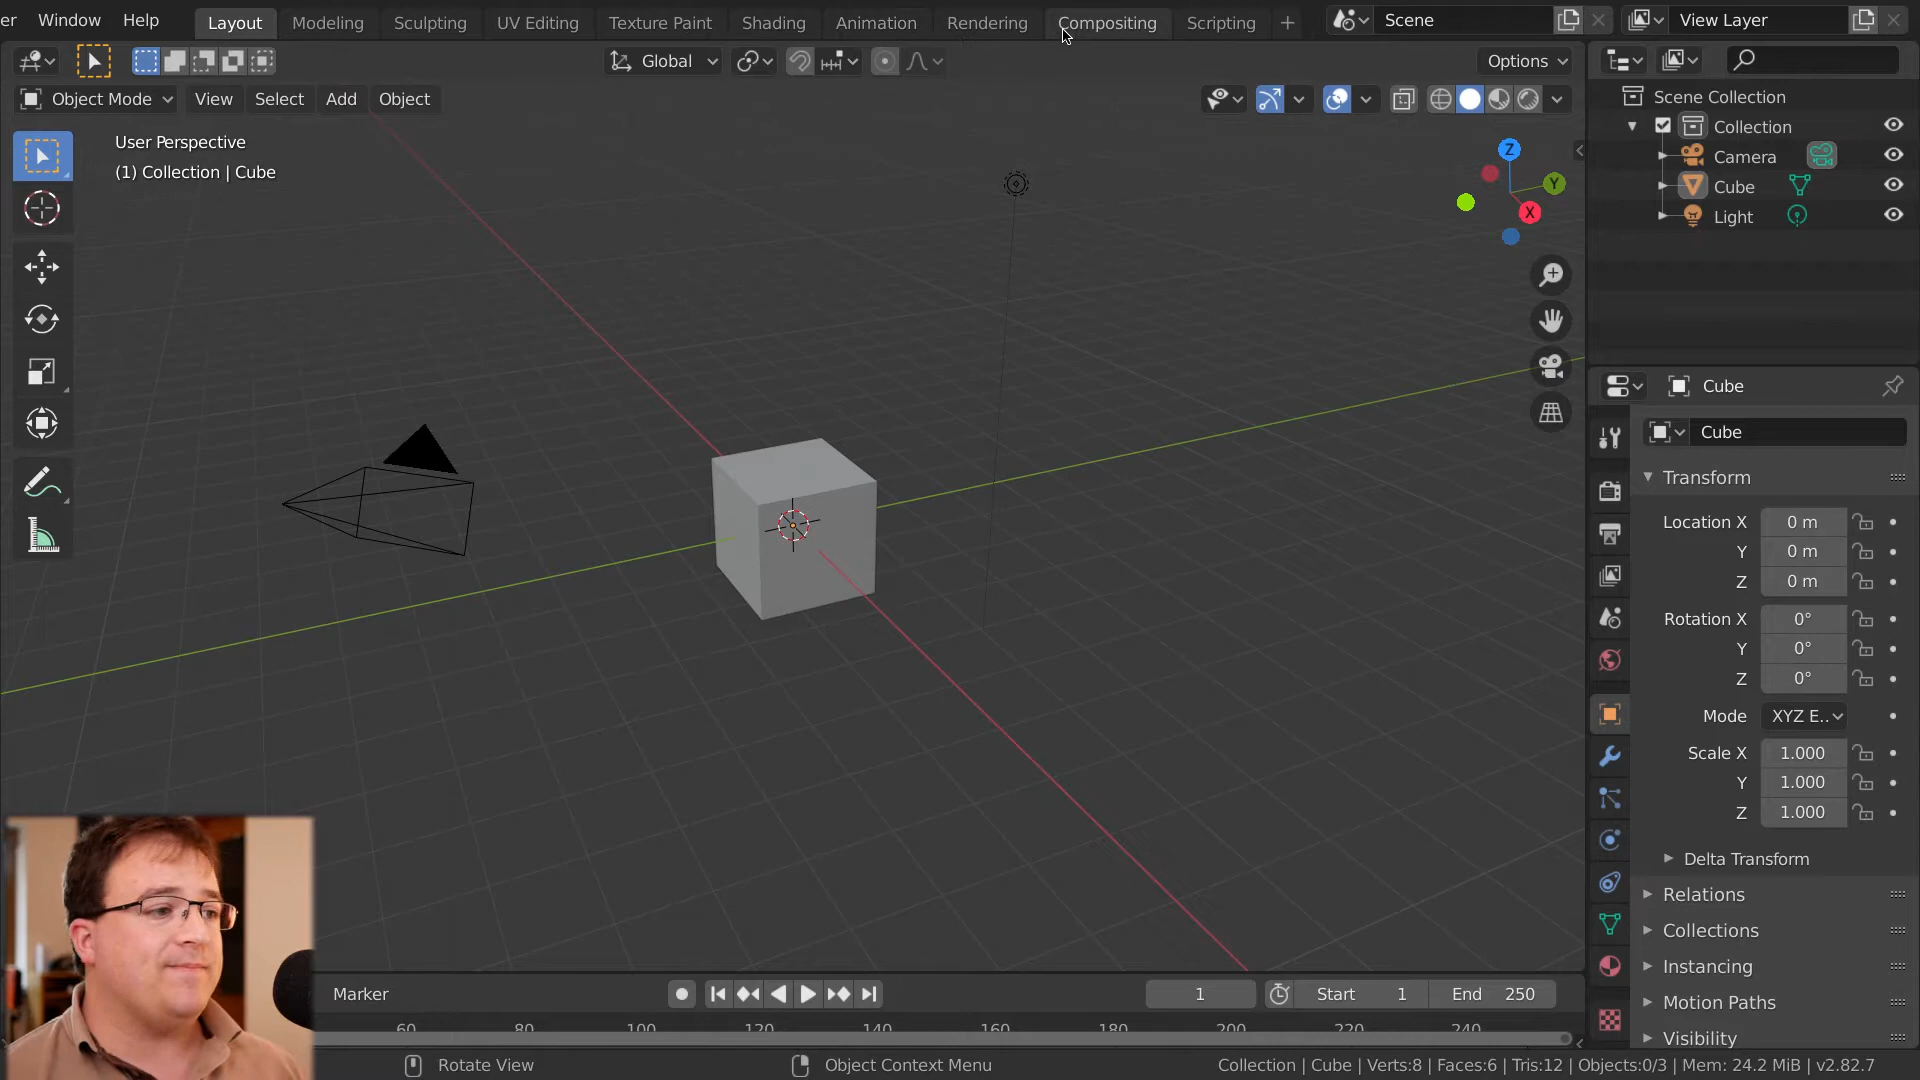 er Window Help Layout Modeling Sculpting UV Editing Texture Paint Shading Animation Rendering Compositing Scripting + Scene View Layer
Global Options
Object Mode View Select Add Object
Scene Collection
Collection
Camera
Cube
Light
User Perspective
(1) Collection | Cube
Z
Y
X
Cube
Cube
Transform
Location X 0 m
Y 0 m
Z 0 m
Rotation X 0°
Y 0°
Z 0°
Mode XYZ E..
Scale X 1.000
Y 1.000
Z 1.000
Delta Transform
Relations
Collections
Instancing
Motion Paths
Visibility
Marker 1 Start 1 End 250
60 80 100 120 140 160 180 200 220 240
Rotate View Object Context Menu Collection | Cube | Verts:8 | Faces:6 | Tris:12 | Objects:0/3 | Mem: 24.2 MiB | v2.82.7